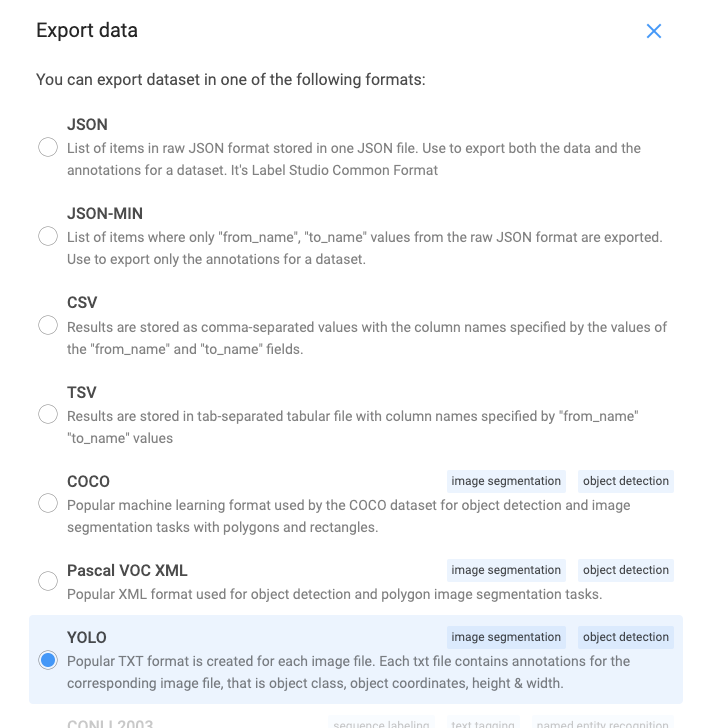 Export data
You can export dataset in one of the following formats:
JSON
List of items in raw JSON format stored in one JSON file. Use to export both the data and the
annotations for a dataset. It's Label Studio Common Format
JSON-MIN
List of items where only "from_name", "to_name" values from the raw JSON format are exported.
Use to export only the annotations for a dataset.
CSV
Results are stored as comma-separated values with the column names specified by the values of
the "from_name" and "to_name" fields.
TSV
Results are stored in tab-separated tabular file with column names specified by "from_name"
"to_name" values
COCO image segmentation object detection
Popular machine learning format used by the COCO dataset for object detection and image
segmentation tasks with polygons and rectangles.
Pascal VOC XML image segmentation object detection
Popular XML format used for object detection and polygon image segmentation tasks.
YOLO image segmentation object detection
Popular TXT format is created for each image file. Each txt file contains annotations for the
corresponding image file, that is object class, object coordinates, height & width.
CONLL2003 sequence labeling text tagging named entity recognition